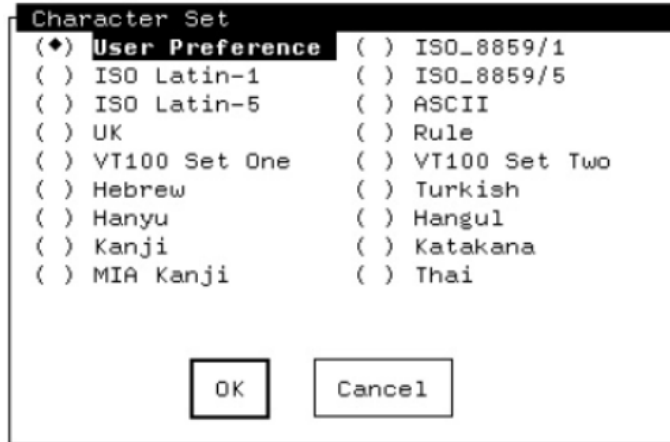 Character Set
(◆) User Preference ( ) ISO_8859/1
( ) ISO Latin-1 ( ) ISO_8859/5
( ) ISO Latin-5 ( ) ASCII
( ) UK ( ) Rule
( ) VT100 Set One ( ) VT100 Set Two
( ) Hebrew ( ) Turkish
( ) Hanyu ( ) Hangul
( ) Kanji ( ) Katakana
( ) MIA Kanji ( ) Thai
OK Cancel